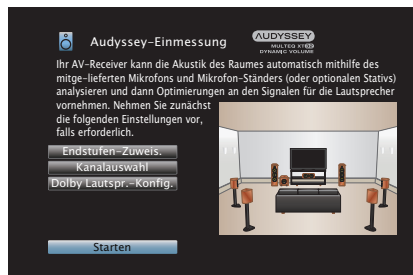 Audyssey-Einmessung
AUDYSSEY
MULTEQ XT32
DYNAMIC VOLUME
Ihr AV-Receiver kann die Akustik des Raumes automatisch mithilfe des
mitge-lieferten Mikrofons und Mikrofon-Ständers (oder optionalen Stativs)
analysieren und dann Optimierungen an den Signalen für die Lautsprecher
vornehmen. Nehmen Sie zunächst
die folgenden Einstellungen vor,
falls erforderlich.
Endstufen-Zuweis.
Kanalauswahl
Dolby Lautspr.-Konfig.
Starten